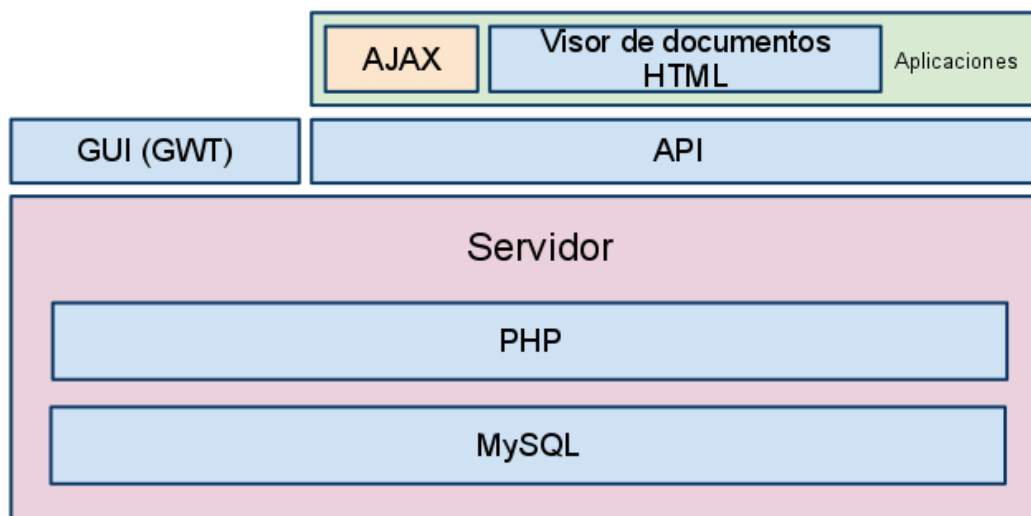 AJAX
Visor de documentos
HTML
Aplicaciones
GUI (GWT)
API
Servidor
PHP
MySQL